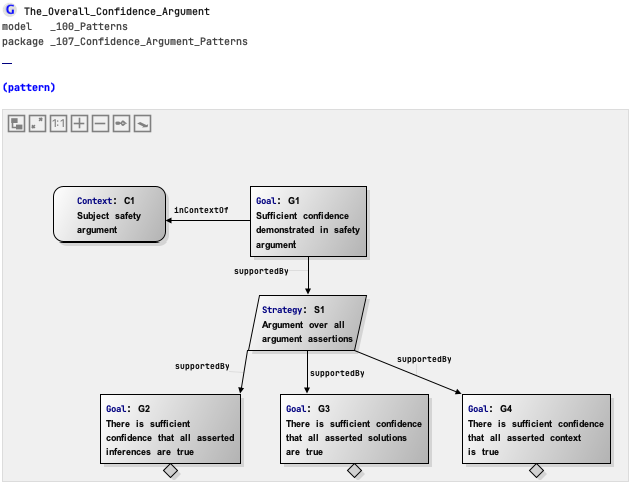 G The_Overall_Confidence_Argument
model _100_Patterns
package _107_Confidence_Argument_Patterns
(pattern)
1:1
Context: C1
Subject safety
argument
inContextOf
Goal: G1
Sufficient confidence
demonstrated in safety
argument
supportedBy
Strategy: S1
Argument over all
argument assertions
supportedBy
supportedBy
supportedBy
Goal: G2
There is sufficient
confidence that all asserted
inferences are true
Goal: G3
There is sufficient confidence
that all asserted solutions
are true
Goal: G4
There is sufficient confidence
that all asserted context
is true